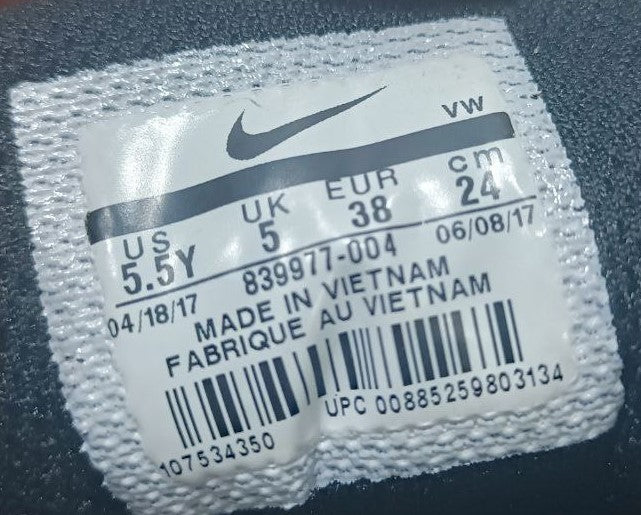 VW
US UK EUR cm
5.5Y 5 38 24
04/18/17 839977-004 06/08/17
MADE IN VIETNAM
FABRIQUE AU VIETNAM
107534350 UPC 00885259803134